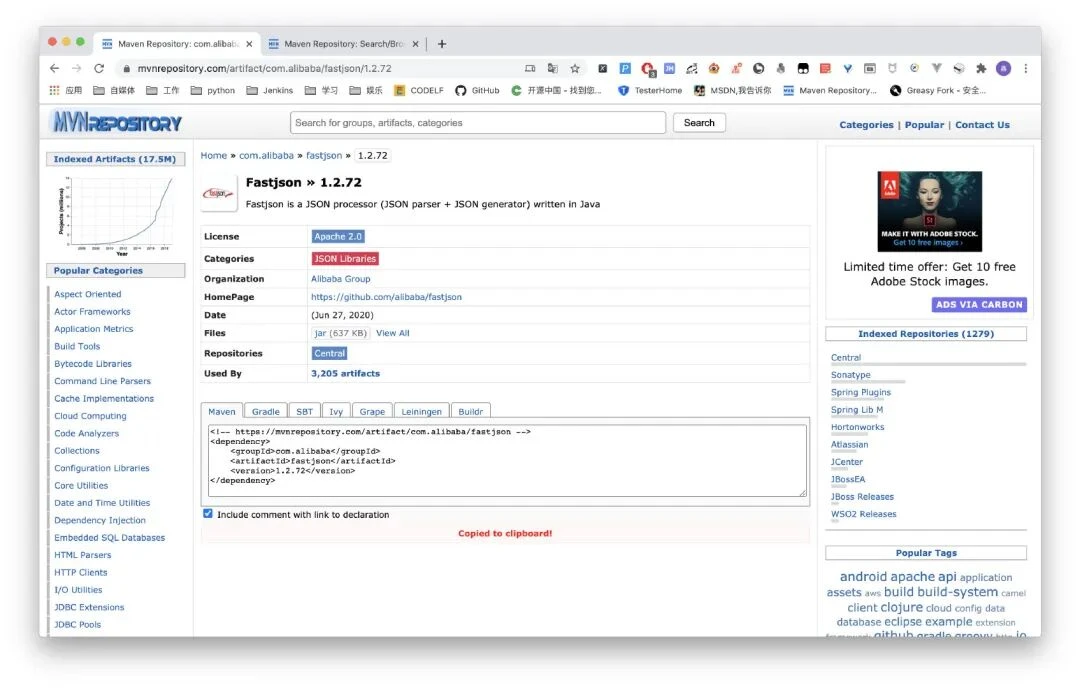 Maven Repository: com.alibaba
Maven Repository: Search/Bro
mvnrepository.com/artifact/com.alibaba/fastjson/1.2.72
应用
自媒体
工作
python
Jenkins
学习
娱乐
CODELF
GitHub
开源中国 - 找到您...
TesterHome
MSDN,我告诉你
Maven Repository...
Greasy Fork - 安全...
MVNREPOSITORY
Search for groups, artifacts, categories
Search
Categories | Popular | Contact Us
Indexed Artifacts (17.5M)
Projects (millions)
Year
Popular Categories
Aspect Oriented
Actor Frameworks
Application Metrics
Build Tools
Bytecode Libraries
Command Line Parsers
Cache Implementations
Cloud Computing
Code Analyzers
Collections
Configuration Libraries
Core Utilities
Date and Time Utilities
Dependency Injection
Embedded SQL Databases
HTML Parsers
HTTP Clients
I/O Utilities
JDBC Extensions
JDBC Pools
Home » com.alibaba » fastjson » 1.2.72
Fastjson » 1.2.72
Fastjson is a JSON processor (JSON parser + JSON generator) written in Java
License Apache 2.0
Categories JSON Libraries
Organization Alibaba Group
HomePage https://github.com/alibaba/fastjson
Date (Jun 27, 2020)
Files jar (637 KB) View All
Repositories Central
Used By 3,205 artifacts
Maven Gradle SBT Ivy Grape Leiningen Buildr
<!-- https://mvnrepository.com/artifact/com.alibaba/fastjson -->
<dependency>
<groupId>com.alibaba</groupId>
<artifactId>fastjson</artifactId>
<version>1.2.72</version>
</dependency>
Include comment with link to declaration
Copied to clipboard!
Adobe
St
MAKE IT WITH ADOBE STOCK.
Get 10 free images ›
Limited time offer: Get 10 free
Adobe Stock images.
ADS VIA CARBON
Indexed Repositories (1279)
Central
Sonatype
Spring Plugins
Spring Lib M
Hortonworks
Atlassian
JCenter
JBossEA
JBoss Releases
WSO2 Releases
Popular Tags
android apache api application
assets aws build build-system camel
client clojure cloud config data
database eclipse example extension
github gradle groovy